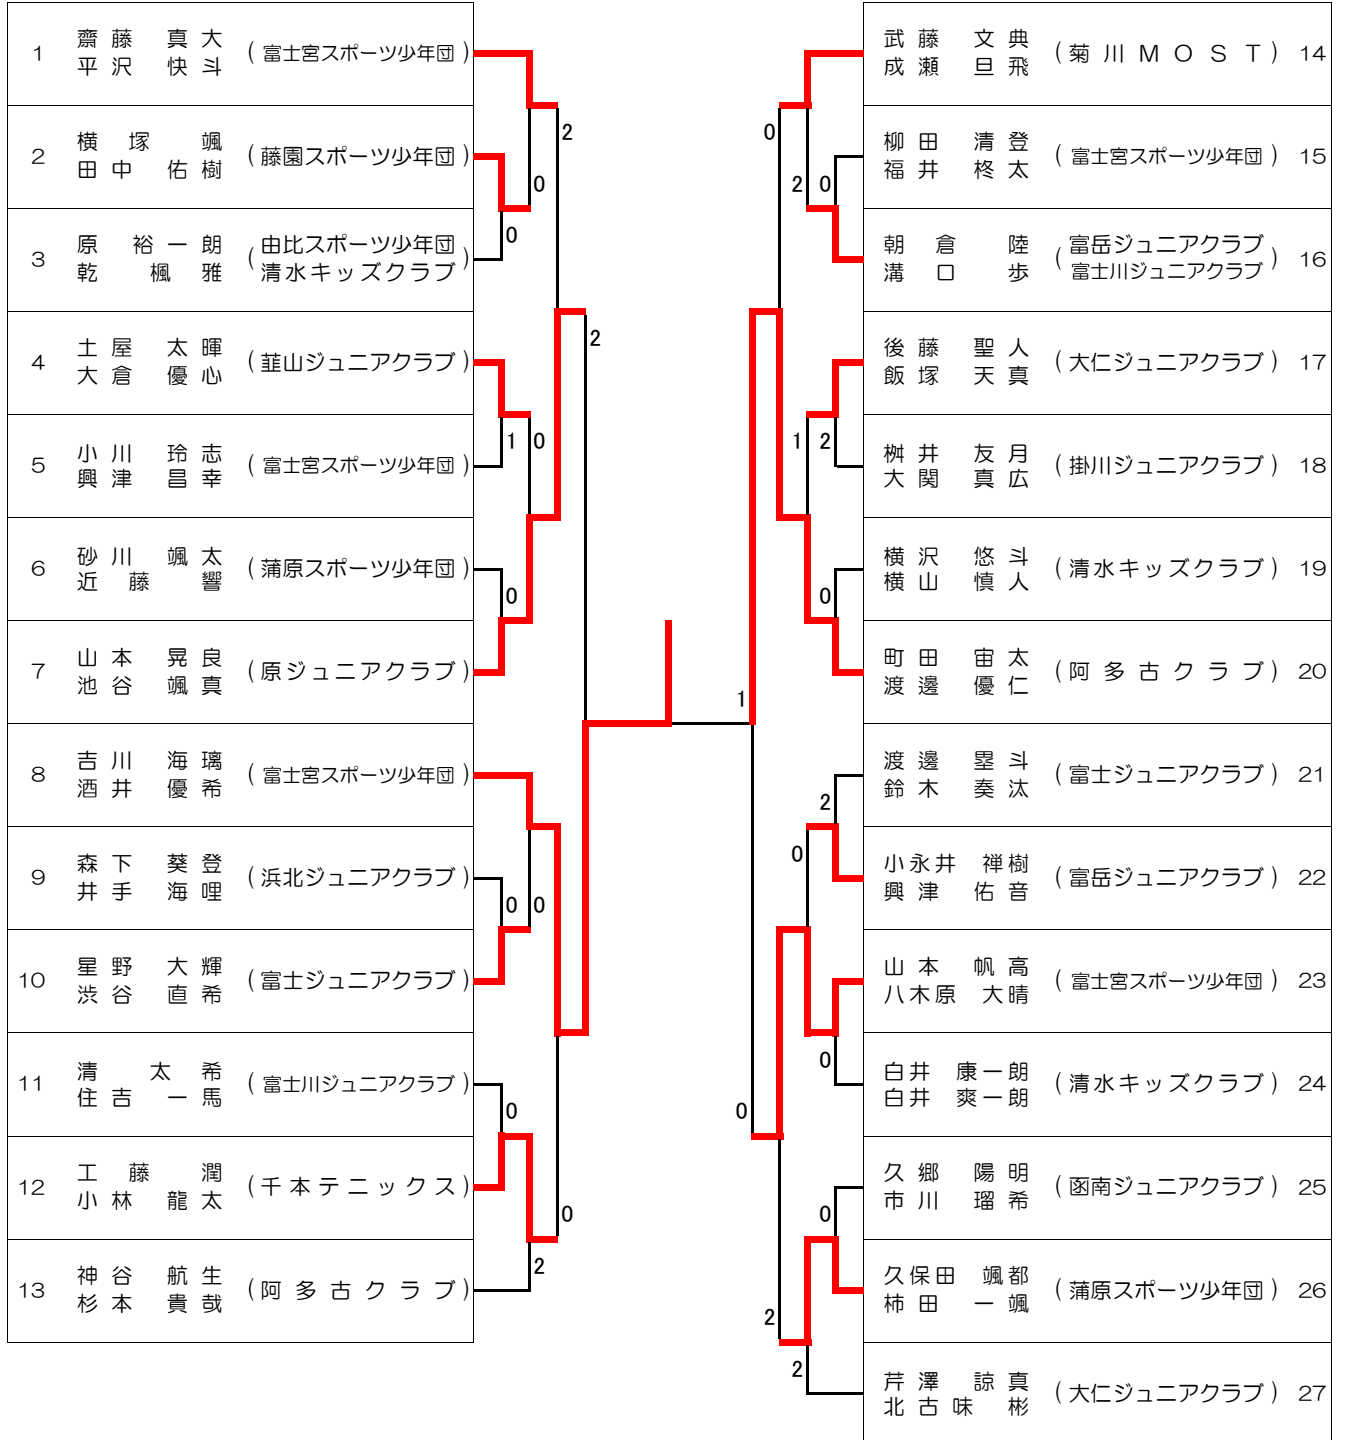 1 齋藤 真大 (富士宮スポーツ少年団)
平沢 快斗
2 横塚 颯 (藤園スポーツ少年団)
田中 佑樹
3 原 裕一朗 (由比スポーツ少年団
乾 楓雅 清水キッズクラブ)
4 土屋 太暉 (韮山ジュニアクラブ)
大倉 優心
5 小川 玲志 (富士宮スポーツ少年団)
興津 昌幸
6 砂川 颯太 (蒲原スポーツ少年団)
近藤 響
7 山本 晃良 (原ジュニアクラブ)
池谷 颯真
8 吉川 海璃 (富士宮スポーツ少年団)
酒井 優希
9 森下 葵登 (浜北ジュニアクラブ)
井手 海哩
10 星野 大輝 (富士ジュニアクラブ)
渋谷 直希
11 清 太希 (富士川ジュニアクラブ)
住吉 一馬
12 工藤 潤 (千本テニックス)
小林 龍太
13 神谷 航生 (阿多古クラブ)
杉本 貴哉
2
0
0
2
1 0
0
0 0
0
0
2
武藤 文典 (菊川MOST) 14
成瀬 旦飛
柳田 清登 (富士宮スポーツ少年団) 15
福井 柊太
朝倉 陸 (富岳ジュニアクラブ 16
溝口 歩 富士川ジュニアクラブ)
後藤 聖人 (大仁ジュニアクラブ) 17
飯塚 天真
桝井 友月 (掛川ジュニアクラブ) 18
大関 真広
横沢 悠斗 (清水キッズクラブ) 19
横山 慎人
町田 宙太 (阿多古クラブ) 20
渡邊 優仁
渡邊 塁斗 (富士ジュニアクラブ) 21
鈴木 奏汰
小永井 禅樹 (富岳ジュニアクラブ) 22
興津 佑音
山本 帆高 (富士宮スポーツ少年団) 23
八木原 大晴
白井 康一朗 (清水キッズクラブ) 24
白井 爽一朗
久郷 陽明 (函南ジュニアクラブ) 25
市川 瑠希
久保田 颯都 (蒲原スポーツ少年団) 26
柿田 一颯
芹澤 諒真 (大仁ジュニアクラブ) 27
北古味 彬
0
2 0
1 2
0
1
2
0
0
0
0
2
2